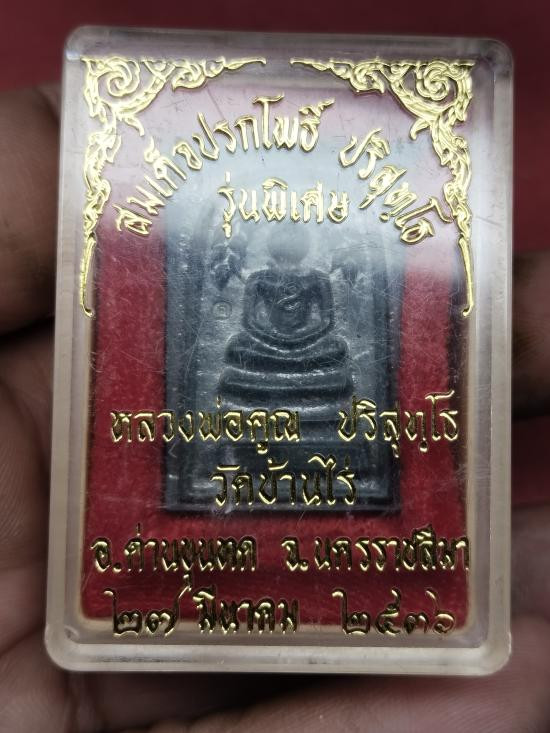 สมเด็จปรกโพธิ์ ปริสุทฺโธ
รุ่นพิเศษ
หลวงพ่อคูณ ปริสุทฺโธ
วัดบ้านไร่
อ.ด่านขุนทด จ.นครราชสีมา
๒๗ มีนาคม ๒๕๓๖